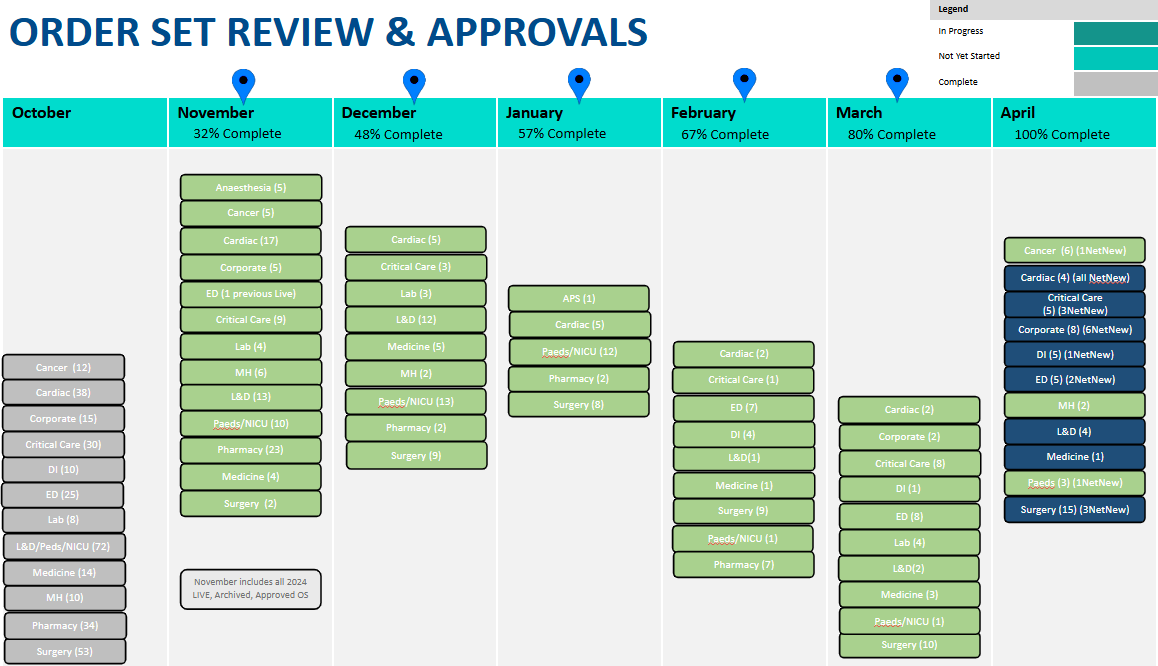 ORDER SET REVIEW & APPROVALS
Legend
In Progress
Not Yet Started
Complete
October
November
32% Complete
December
48% Complete
January
57% Complete
February
67% Complete
March
80% Complete
April
100% Complete
Cancer (12)
Cardiac (38)
Corporate (15)
Critical Care (30)
DI (10)
ED (25)
Lab (8)
L&D/Peds/NICU (72)
Medicine (14)
MH (10)
Pharmacy (34)
Surgery (53)
Anaesthesia (5)
Cancer (5)
Cardiac (17)
Corporate (5)
ED (1 previous Live)
Critical Care (9)
Lab (4)
MH (6)
L&D (13)
Paeds/NICU (10)
Pharmacy (23)
Medicine (4)
Surgery (2)
November includes all 2024
LIVE, Archived, Approved OS
Cardiac (5)
Critical Care (3)
Lab (3)
L&D (12)
Medicine (5)
MH (2)
Paeds/NICU (13)
Pharmacy (2)
Surgery (9)
APS (1)
Cardiac (5)
Paeds/NICU (12)
Pharmacy (2)
Surgery (8)
Cardiac (2)
Critical Care (1)
ED (7)
DI (4)
L&D(1)
Medicine (1)
Surgery (9)
Paeds/NICU (1)
Pharmacy (7)
Cardiac (2)
Corporate (2)
Critical Care (8)
DI (1)
ED (8)
Lab (4)
L&D(2)
Medicine (3)
Paeds/NICU (1)
Surgery (10)
Cancer (6) (1NetNew)
Cardiac (4) (all NetNew)
Critical Care
(5) (3NetNew)
Corporate (8) (6NetNew)
DI (5) (1NetNew)
ED (5) (2NetNew)
MH (2)
L&D (4)
Medicine (1)
Paeds (3) (1NetNew)
Surgery (15) (3NetNew)